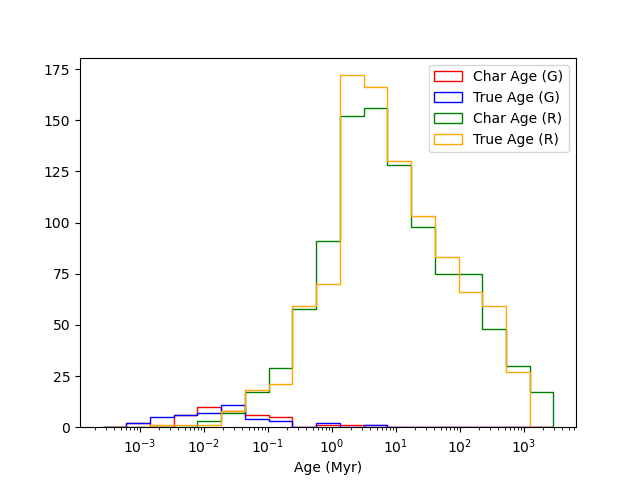 175
150
125
100
75
50
25
0
Char Age (G)
True Age (G)
Char Age (R)
True Age (R)
10⁻³ 10⁻² 10⁻¹ 10⁰ 10¹ 10² 10³
Age (Myr)